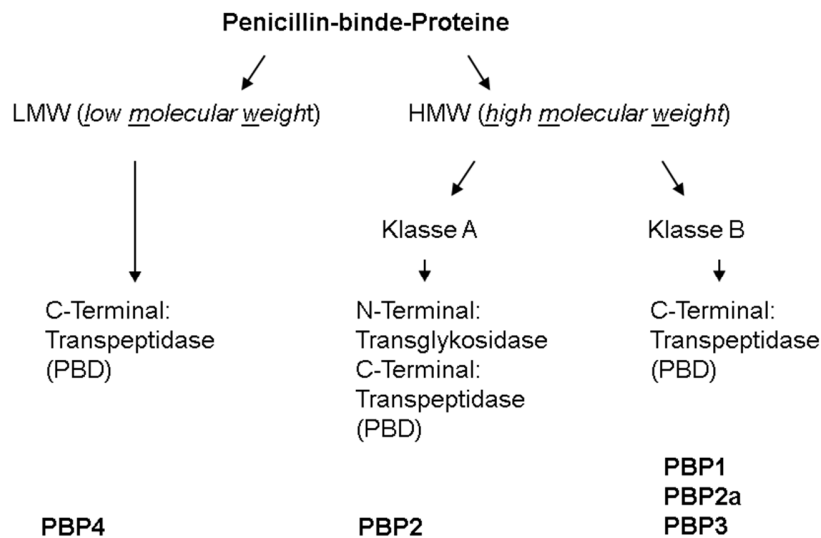 Penicillin-binde-Proteine
LMW (low molecular weight)
HMW (high molecular weight)
Klasse A
Klasse B
C-Terminal:
Transpeptidase
(PBD)
N-Terminal:
Transglykosidase
C-Terminal:
Transpeptidase
(PBD)
C-Terminal:
Transpeptidase
(PBD)
PBP4
PBP2
PBP1
PBP2a
PBP3